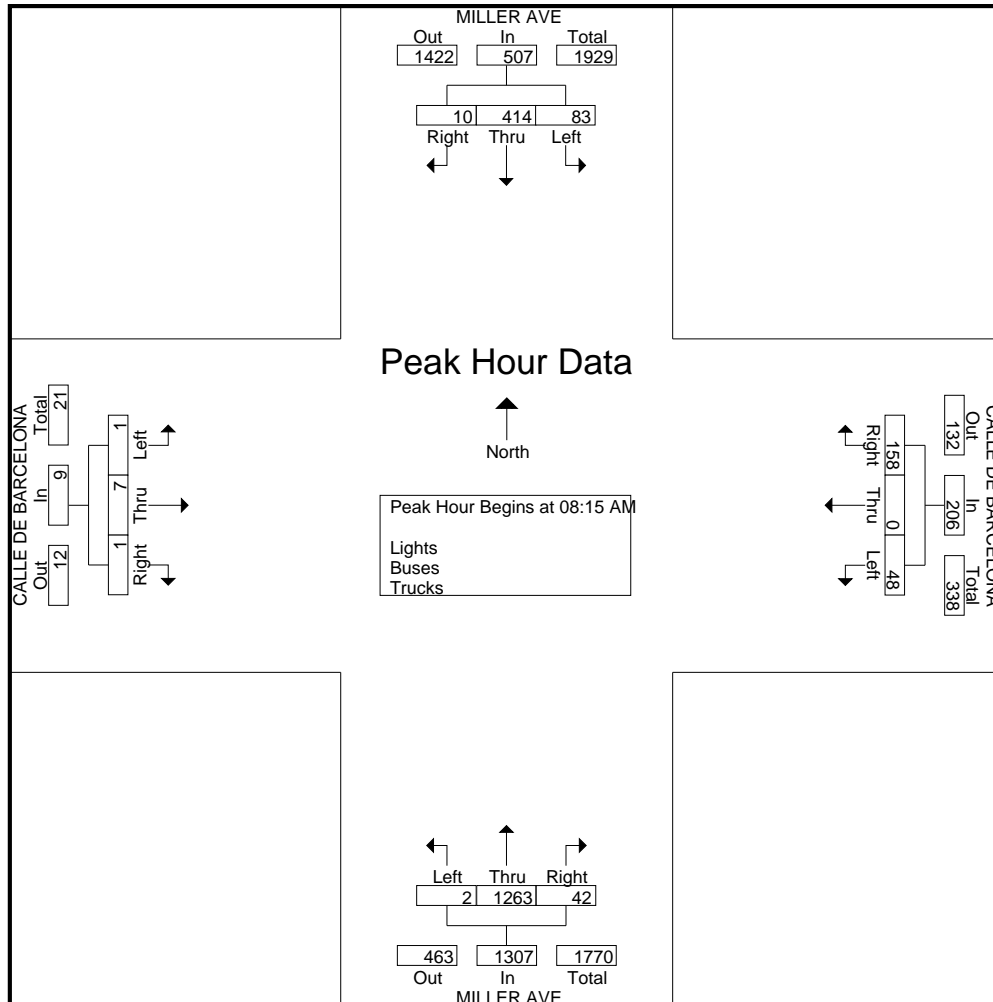 MILLER AVE
Out In Total
1422 507 1929
10 414 83
Right Thru Left
Peak Hour Data
North
Peak Hour Begins at 08:15 AM
Lights
Buses
Trucks
CALLE DE BARCELONA
Total In Out
21 9 12
1 7 1
Left Thru Right
CALLE DE BARCELONA
Out In Total
132 206 338
158 0 48
Right Thru Left
Left Thru Right
2 1263 42
463 1307 1770
Out In Total
MILLER AVE